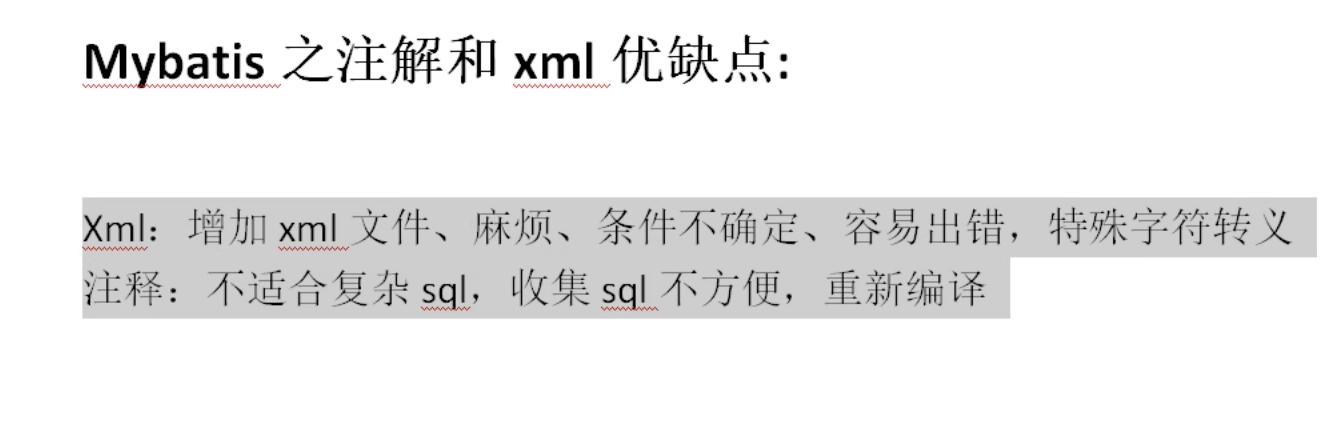 Mybatis 之注解和 xml 优缺点:
Xml：增加 xml 文件、麻烦、条件不确定、容易出错，特殊字符转义
注释：不适合复杂 sql，收集 sql 不方便，重新编译